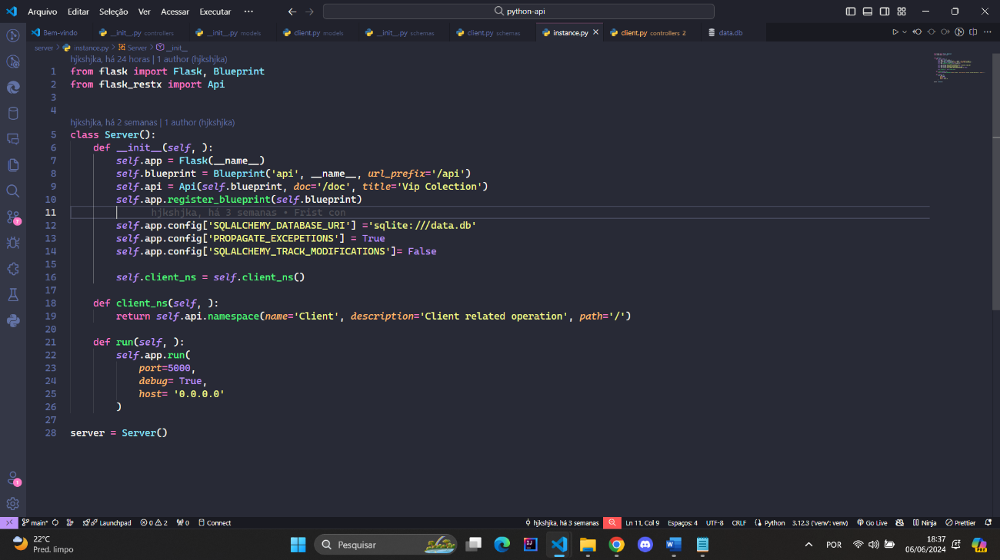 Arquivo Editar Seleção Ver Acessar Executar ··· python-api
Bem-vindo __init__.py controllers __init__.py models client.py models __init__.py schemas client.py schemas instance.py client.py controllers 2 data.db
server > instance.py > Server > __init__
hjkshjka, há 24 horas | 1 author (hjkshjka)
1 from flask import Flask, Blueprint
2 from flask_restx import Api
3
4
hjkshjka, há 2 semanas | 1 author (hjkshjka)
5 class Server():
6 def __init__(self, ):
7 self.app = Flask(__name__)
8 self.blueprint = Blueprint('api', __name__, url_prefix='/api')
9 self.api = Api(self.blueprint, doc='/doc', title='Vip Colection')
10 self.app.register_blueprint(self.blueprint)
11 hjkshjka, há 3 semanas • Frist con
12 self.app.config['SQLALCHEMY_DATABASE_URI'] ='sqlite:///data.db'
13 self.app.config['PROPAGATE_EXCEPETIONS'] = True
14 self.app.config['SQLALCHEMY_TRACK_MODIFICATIONS']= False
15
16 self.client_ns = self.client_ns()
17
18 def client_ns(self, ):
19 return self.api.namespace(name='Client', description='Client related operation', path='/')
20
21 def run(self, ):
22 self.app.run(
23 port=5000,
24 debug= True,
25 host= '0.0.0.0'
26 )
27
28 server = Server()
main* Launchpad 0 2 0 Connect hjkshjka, há 3 semanas Ln 11, Col 9 Espaços: 4 UTF-8 CRLF Python 3.12.3 ('venv': venv) Go Live Ninja Prettier
22°C
Pred. limpo
Pesquisar
POR
18:37
06/06/2024